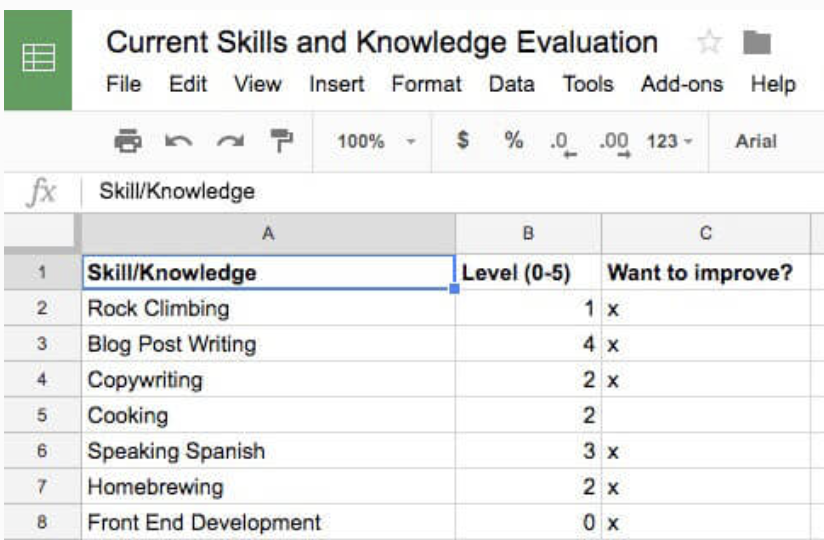 Current Skills and Knowledge Evaluation
File Edit View Insert Format Data Tools Add-ons Help
100% $ % .0 .00 123 Arial
fx Skill/Knowledge
A B C
1 Skill/Knowledge Level (0-5) Want to improve?
2 Rock Climbing 1 x
3 Blog Post Writing 4 x
4 Copywriting 2 x
5 Cooking 2
6 Speaking Spanish 3 x
7 Homebrewing 2 x
8 Front End Development 0 x